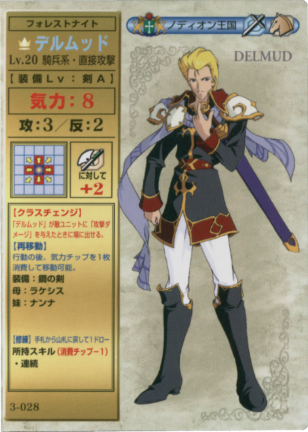 フォレストナイト
デルムッド
Lv.20 騎兵系・直接攻撃
【装備Lv：剣A】
気力：8
攻：3／反：2
に対して
+2
【クラスチェンジ】
「デルムッド」が敵ユニットに「攻撃ダ
メージ」を与えたときに場に出せる。
【再移動】
行動の後、気力チップを1枚
消費して移動可能。
装備：鋼の剣
母：ラケシス
妹：ナンナ
手札から山札に戻して1ドロー
所持スキル(消費チップ−1)
・連続
3-028
ノディオン王国
DELMUD